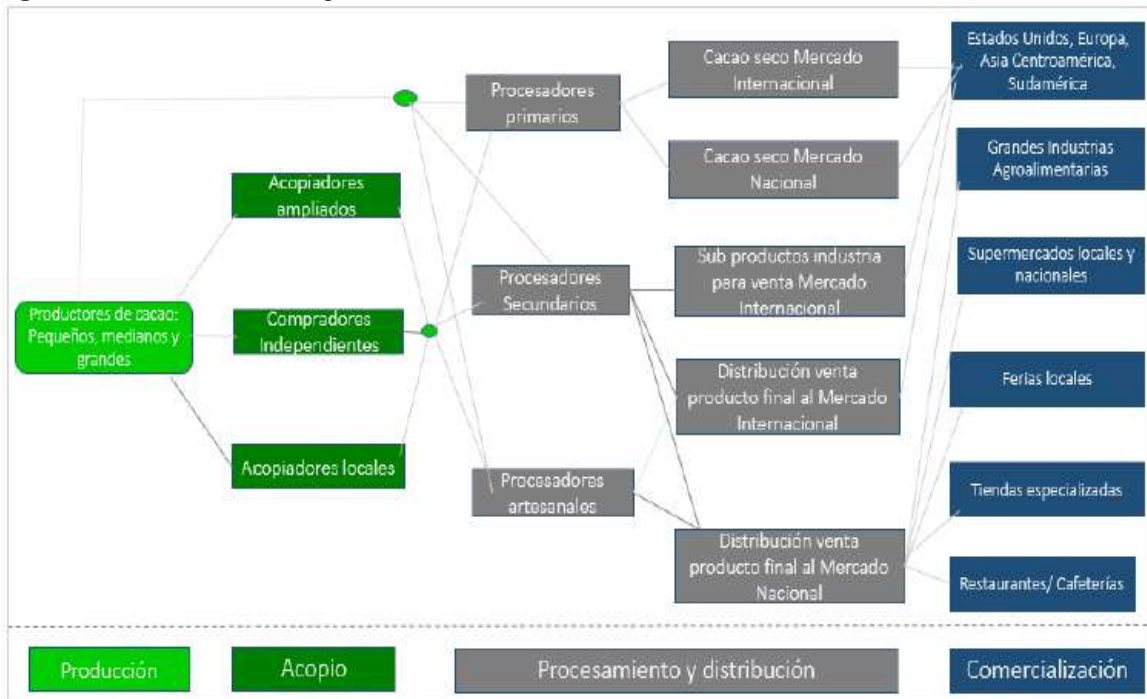 Productores de cacao:
Pequeños, medianos y
grandes
Acopiadores
ampliados
Compradores
Independientes
Acopiadores locales
Procesadores
primarios
Procesadores
Secundarios
Procesadores
artesanales
Cacao seco Mercado
Internacional
Cacao seco Mercado
Nacional
Sub productos industria
para venta Mercado
Internacional
Distribución venta
producto final al Mercado
Internacional
Distribución venta
producto final al Mercado
Nacional
Estados Unidos, Europa,
Asia Centroamérica,
Sudamérica
Grandes Industrias
Agroalimentarias
Supermercados locales y
nacionales
Ferias locales
Tiendas especializadas
Restaurantes/ Cafeterías
Producción
Acopio
Procesamiento y distribución
Comercialización